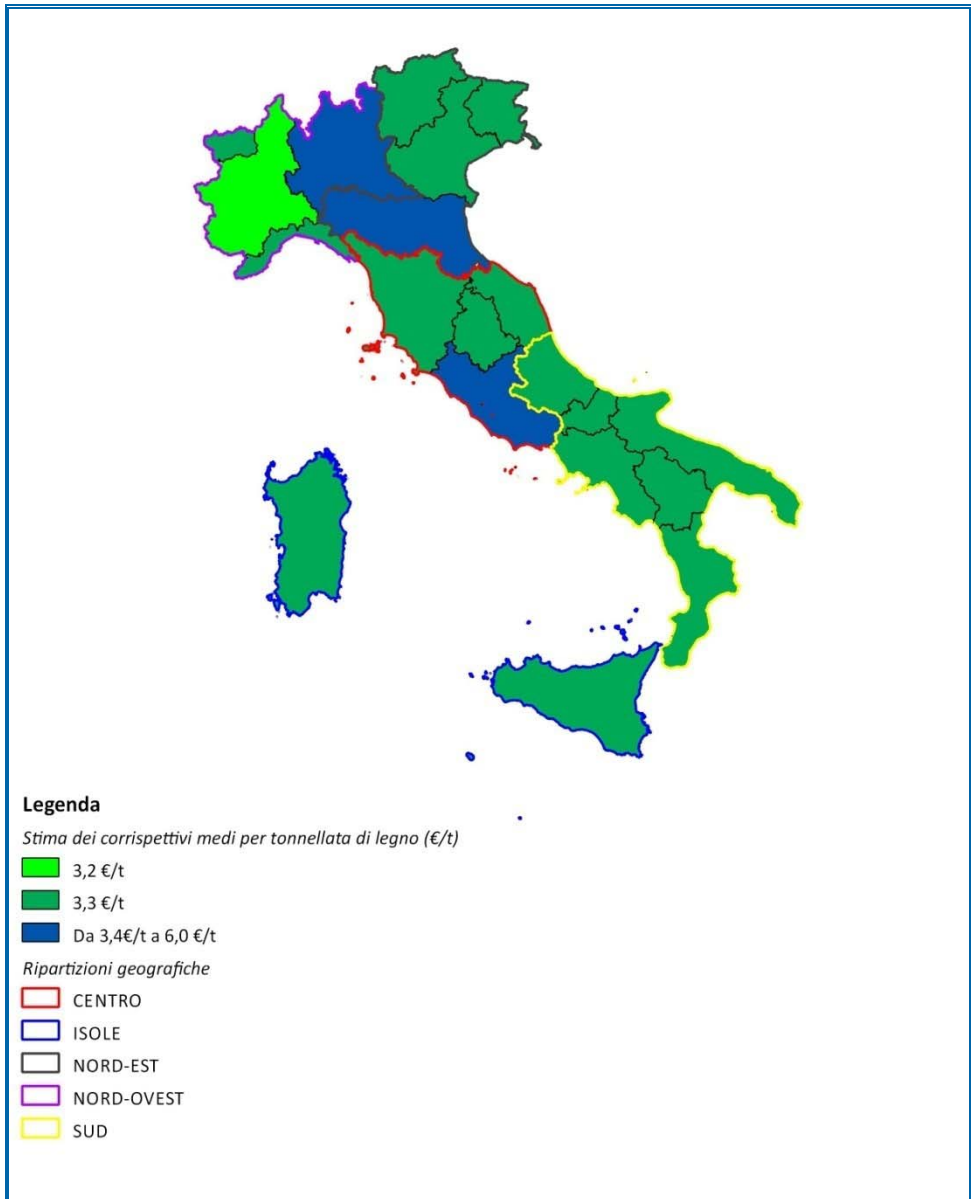 Legenda
Stima dei corrispettivi medi per tonnellata di legno (€/t)
3,2 €/t
3,3 €/t
Da 3,4€/t a 6,0 €/t
Ripartizioni geografiche
CENTRO
ISOLE
NORD-EST
NORD-OVEST
SUD